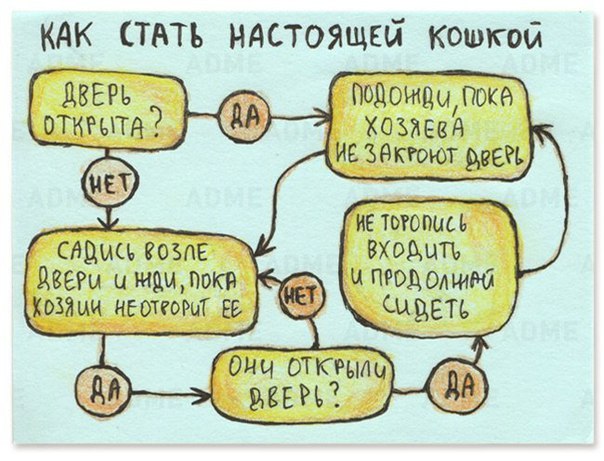 КАК СТАТЬ НАСТОЯЩЕЙ КОШКОЙ
ДВЕРЬ
ОТКРЫТА?
ДА
ПОДОЖДИ, ПОКА
ХОЗЯЕВА
НЕ ЗАКРОЮТ ДВЕРЬ
НЕТ
САДИСЬ ВОЗЛЕ
ДВЕРИ И ЖДИ, ПОКА
ХОЗЯИН НЕ ОТРОРИТ ЕЕ
НЕ ТОРОПИСЬ
ВХОДИТЬ
И ПРОДОЛЖАЙ
СИДЕТЬ
НЕТ
ДА
ОНИ ОТКРЫЛИ
ДВЕРЬ?
ДА
ADME